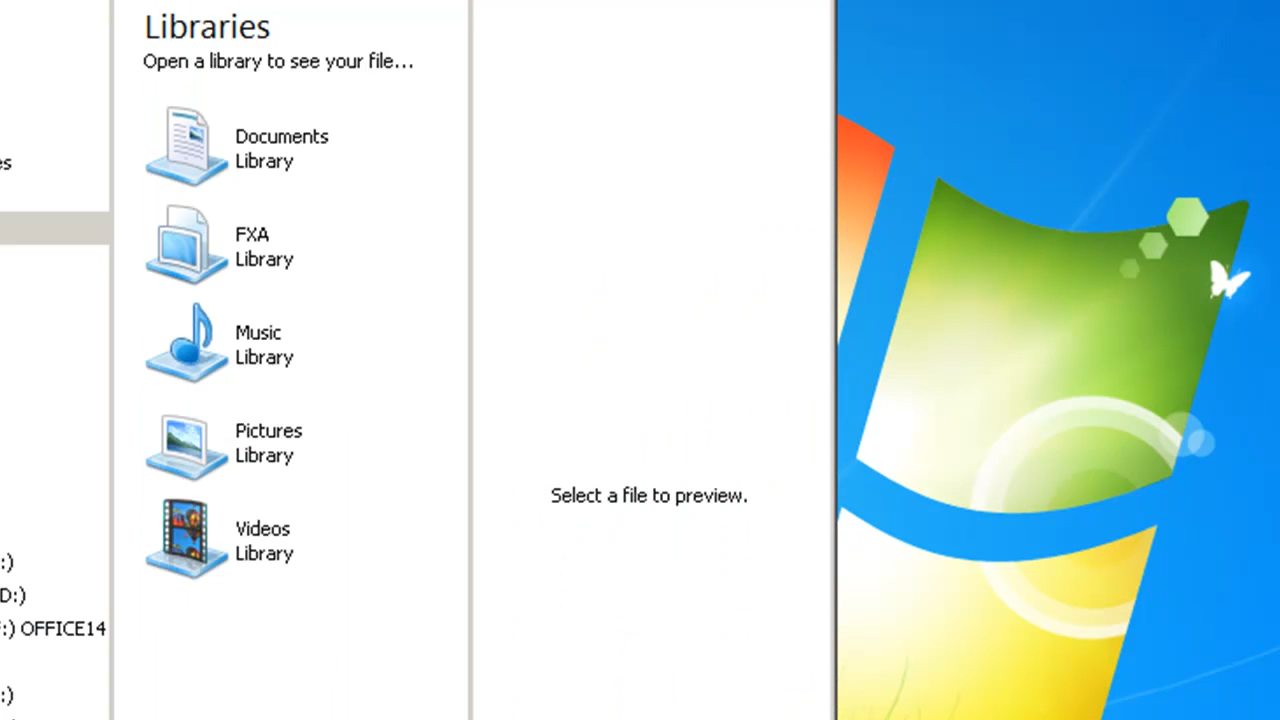 Libraries
Open a library to see your file...
Documents
Library
es
FXA
Library
Music
Library
Pictures
Library
Select a file to preview.
Videos
Library
:)
D:)
:) OFFICE14
:)